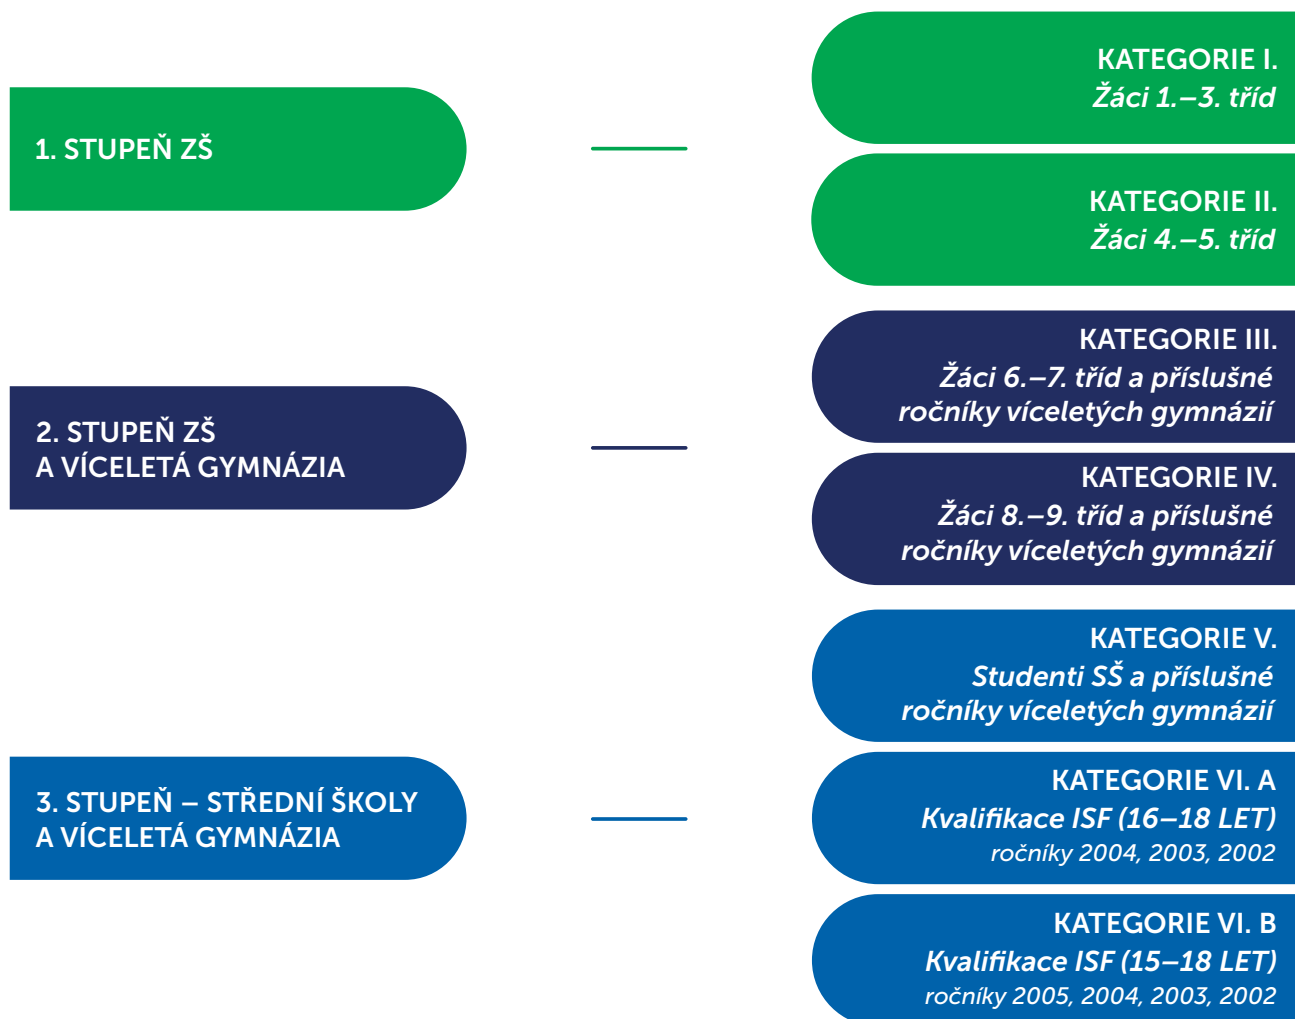 1. STUPEŇ ZŠ
KATEGORIE I.
Žáci 1.–3. tříd
KATEGORIE II.
Žáci 4.–5. tříd
2. STUPEŇ ZŠ
A VÍCELETÁ GYMNÁZIA
KATEGORIE III.
Žáci 6.–7. tříd a příslušné
ročníky víceletých gymnázií
KATEGORIE IV.
Žáci 8.–9. tříd a příslušné
ročníky víceletých gymnázií
3. STUPEŇ – STŘEDNÍ ŠKOLY
A VÍCELETÁ GYMNÁZIA
KATEGORIE V.
Studenti SŠ a příslušné
ročníky víceletých gymnázií
KATEGORIE VI. A
Kvalifikace ISF (16–18 LET)
ročníky 2004, 2003, 2002
KATEGORIE VI. B
Kvalifikace ISF (15–18 LET)
ročníky 2005, 2004, 2003, 2002